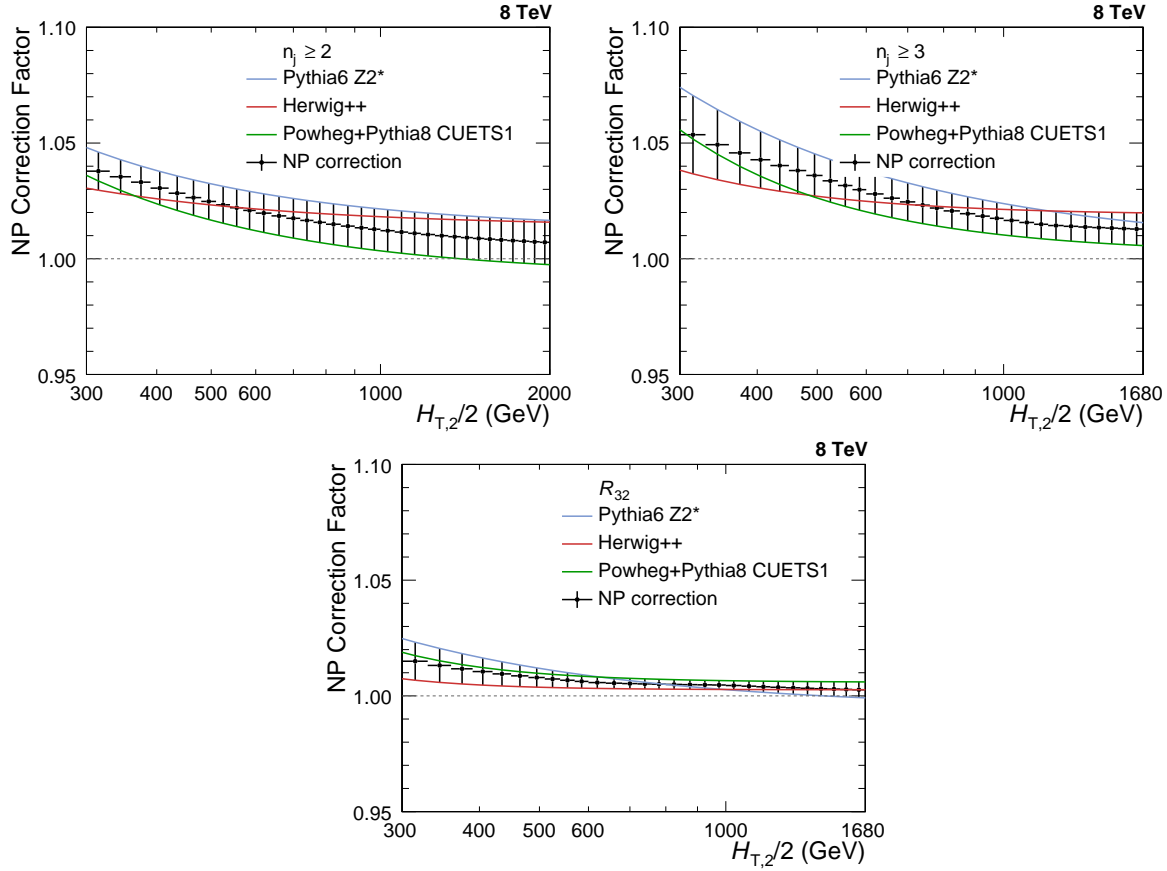 8 TeV
NP Correction Factor
1.10
1.05
1.00
0.95
n_j ≥ 2
Pythia6 Z2*
Herwig++
Powheg+Pythia8 CUETS1
NP correction
300 400 500 600 1000 2000
H_T,2/2 (GeV)
8 TeV
NP Correction Factor
1.10
1.05
1.00
0.95
n_j ≥ 3
Pythia6 Z2*
Herwig++
Powheg+Pythia8 CUETS1
NP correction
300 400 500 600 1000 1680
H_T,2/2 (GeV)
8 TeV
NP Correction Factor
1.10
1.05
1.00
0.95
R_32
Pythia6 Z2*
Herwig++
Powheg+Pythia8 CUETS1
NP correction
300 400 500 600 1000 1680
H_T,2/2 (GeV)